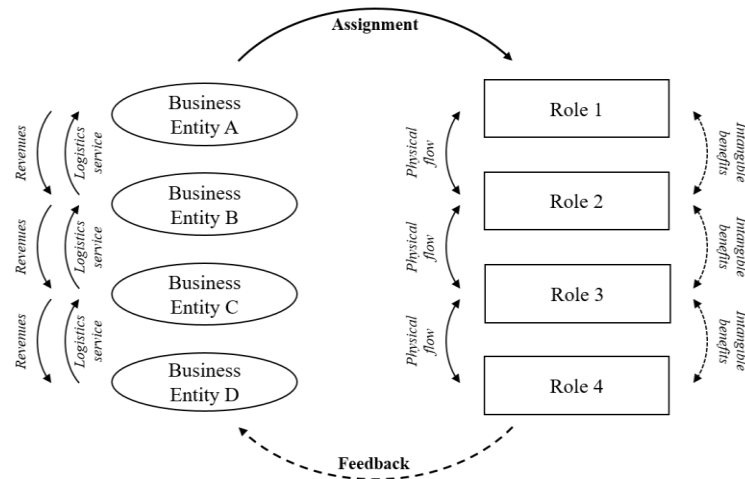 Assignment
Business
Entity A
Role 1
Revenues
Logistics
service
Physical
flow
Intangible
benefits
Business
Entity B
Role 2
Revenues
Logistics
service
Physical
flow
Intangible
benefits
Business
Entity C
Role 3
Revenues
Logistics
service
Physical
flow
Intangible
benefits
Business
Entity D
Role 4
Feedback